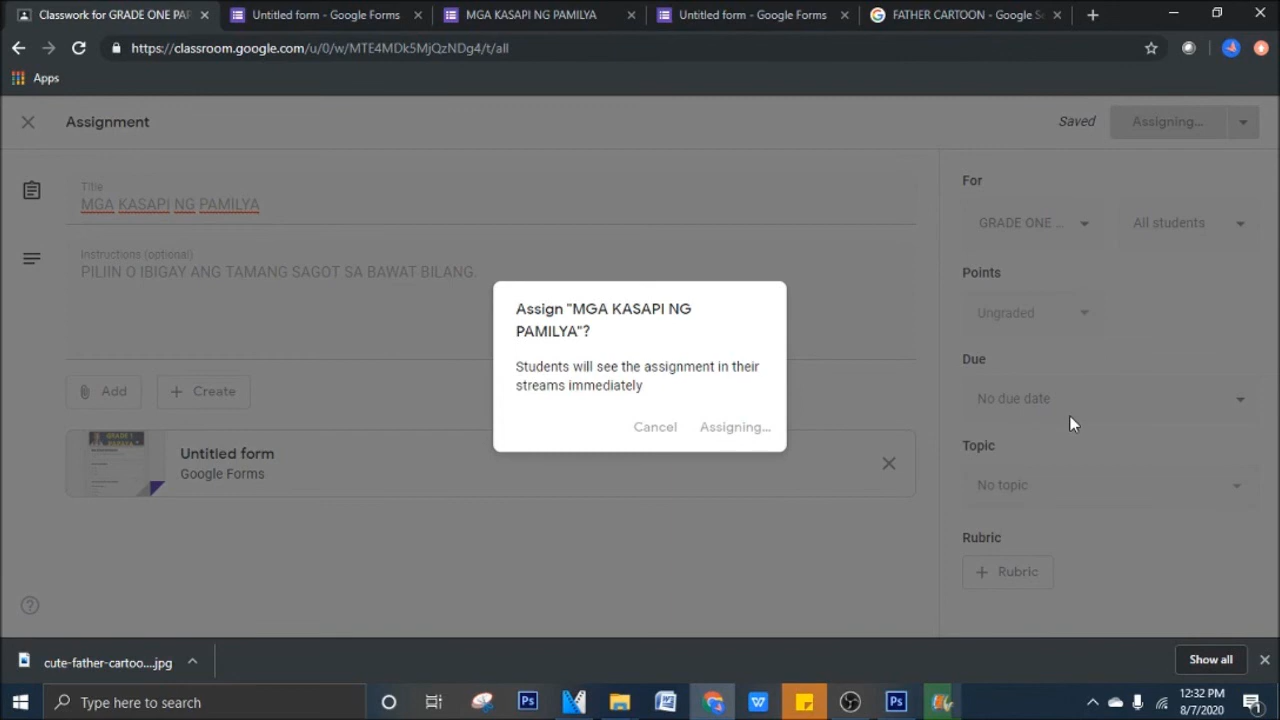 Classwork for GRADE ONE PAR
Untitled form - Google Forms
MGA KASAPI NG PAMILYA
Untitled form - Google Forms
FATHER CARTOON - Google Se
https://classroom.google.com/u/0/w/MTE4MDk5MjQzNDg4/t/all
Apps
Assignment
Saved
Assigning...
Title
MGA KASAPI NG PAMILYA
Instructions (optional)
PILIIN O IBIGAY ANG TAMANG SAGOT SA BAWAT BILANG.
Add
Create
Untitled form
Google Forms
For
GRADE ONE ...
All students
Points
Ungraded
Due
No due date
Topic
No topic
Rubric
Rubric
Assign "MGA KASAPI NG
PAMILYA"?
Students will see the assignment in their
streams immediately
Cancel
Assigning...
cute-father-cartoo....jpg
Show all
Type here to search
12:32 PM
8/7/2020